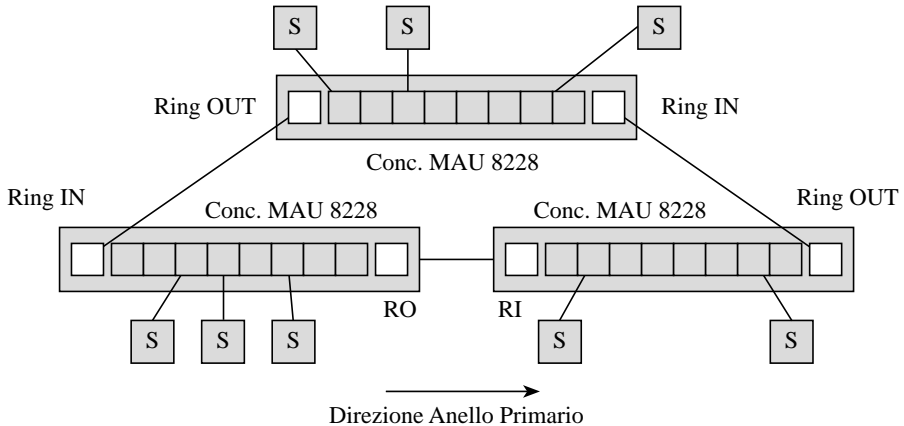 S S S
Ring OUT Ring IN
Conc. MAU 8228
Ring IN Ring OUT
Conc. MAU 8228 Conc. MAU 8228
RO RI
S S S S S
Direzione Anello Primario